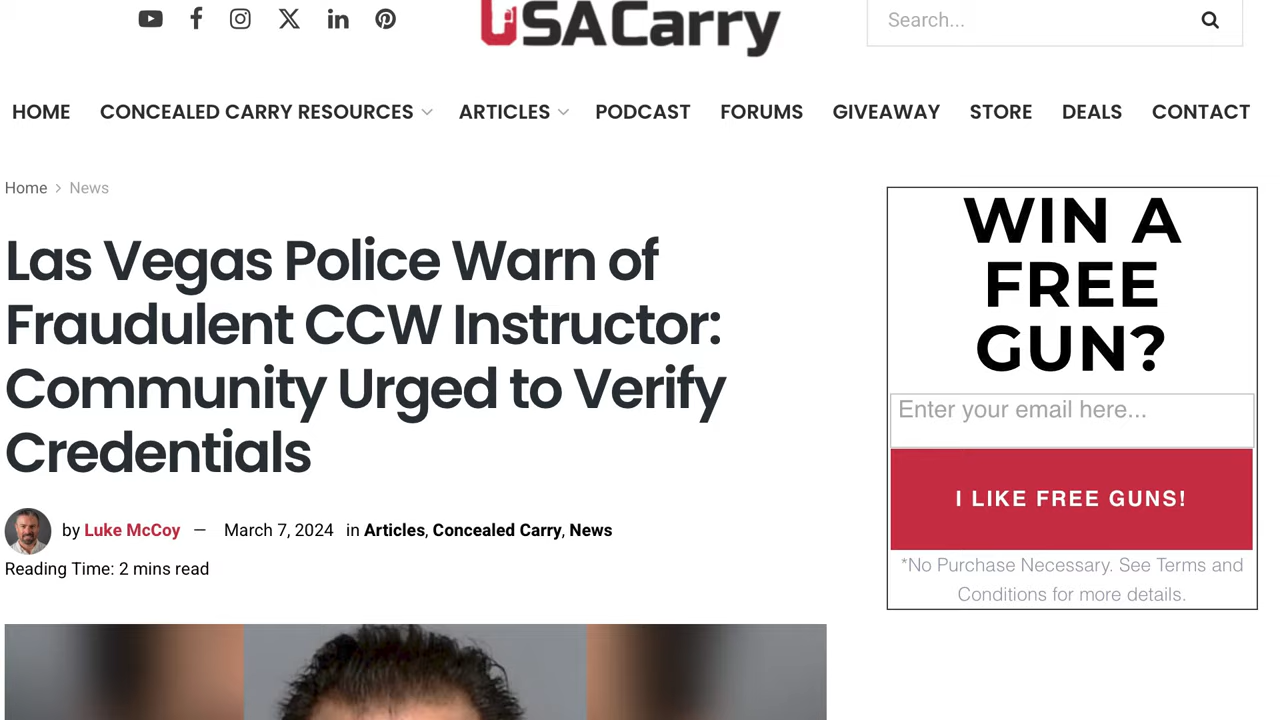 USACarry
Search...
HOME CONCEALED CARRY RESOURCES ARTICLES PODCAST FORUMS GIVEAWAY STORE DEALS CONTACT
Home > News
Las Vegas Police Warn of
Fraudulent CCW Instructor:
Community Urged to Verify
Credentials
by Luke McCoy — March 7, 2024 in Articles, Concealed Carry, News
Reading Time: 2 mins read
WIN A
FREE
GUN?
Enter your email here...
I LIKE FREE GUNS!
*No Purchase Necessary. See Terms and
Conditions for more details.